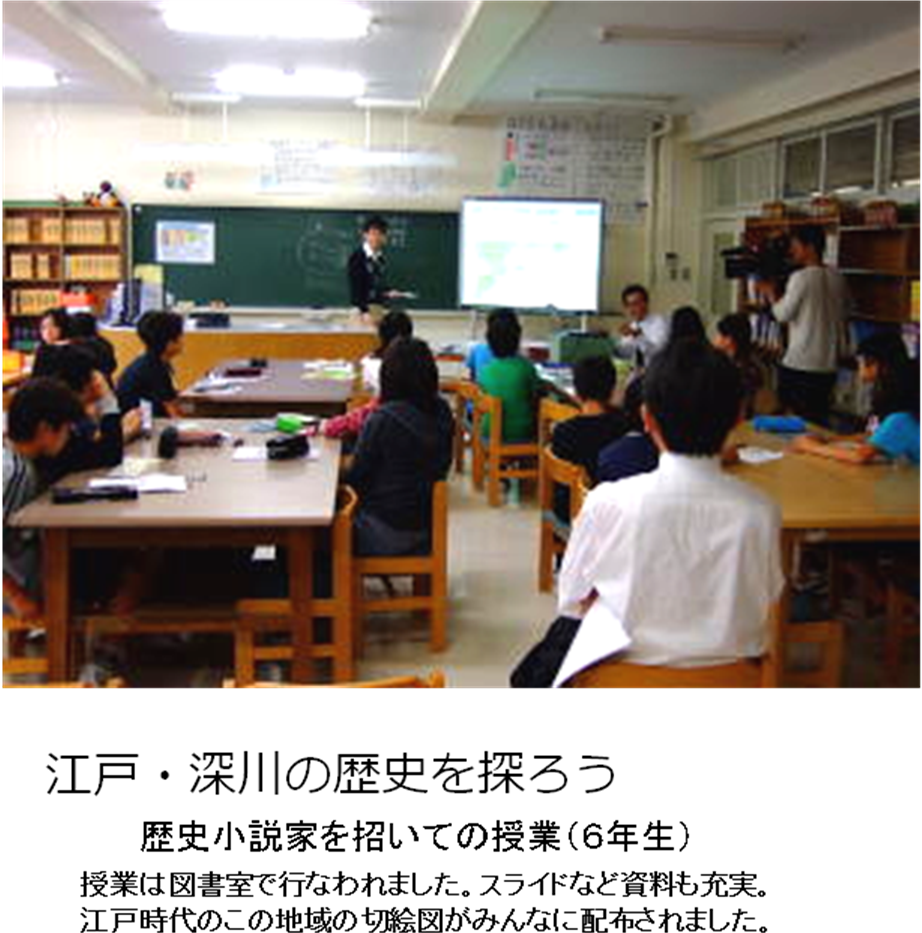 江戸・深川の歴史を探ろう
歴史小説家を招いての授業（6年生）
授業は図書室で行なわれました。スライドなど資料も充実。
江戸時代のこの地域の切絵図がみんなに配布されました。